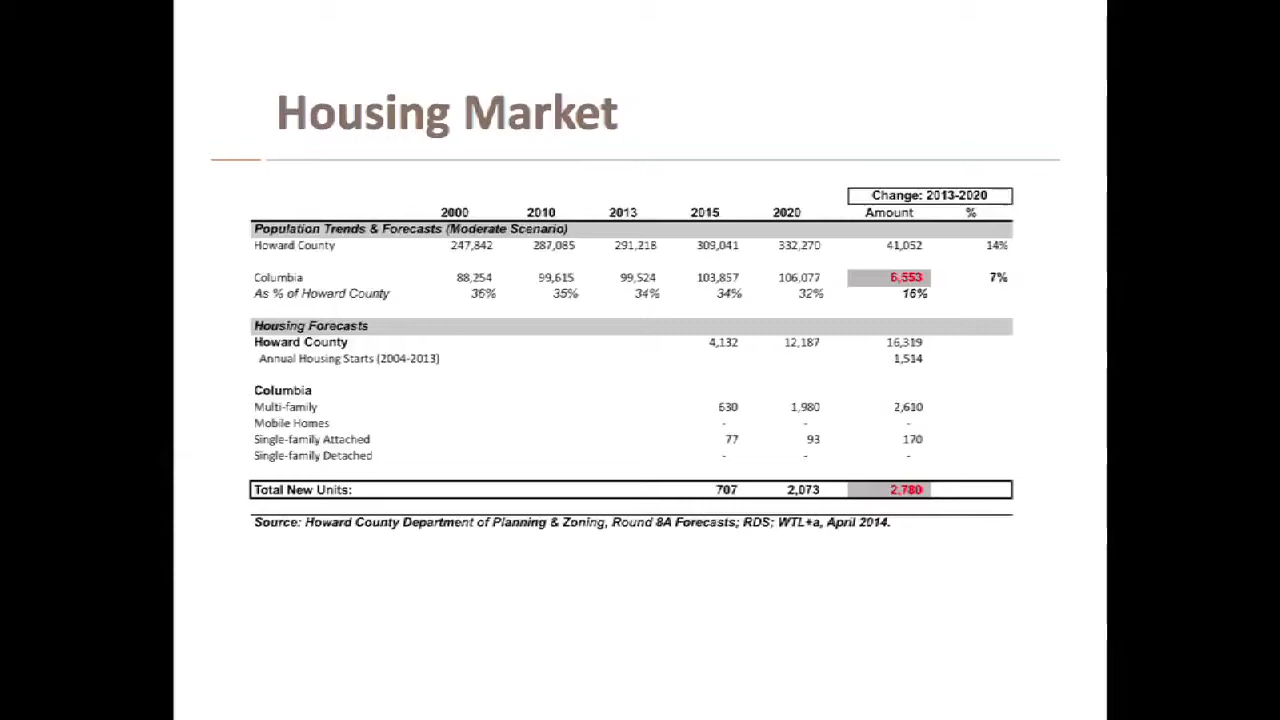 Housing Market
Change: 2013-2020
2000 2010 2013 2015 2020 Amount %
Population Trends & Forecasts (Moderate Scenario)
Howard County 247,842 287,085 291,218 309,041 332,270 41,052 14%
Columbia 88,254 99,615 99,524 103,857 106,077 6,553 7%
As % of Howard County 36% 35% 34% 34% 32% 16%
Housing Forecasts
Howard County 4,132 12,187 16,319
Annual Housing Starts (2004-2013) 1,514
Columbia
Multi-family 630 1,980 2,610
Mobile Homes - - -
Single-family Attached 77 93 170
Single-family Detached - - -
Total New Units: 707 2,073 2,780
Source: Howard County Department of Planning & Zoning, Round 8A Forecasts; RDS; WTL+a, April 2014.